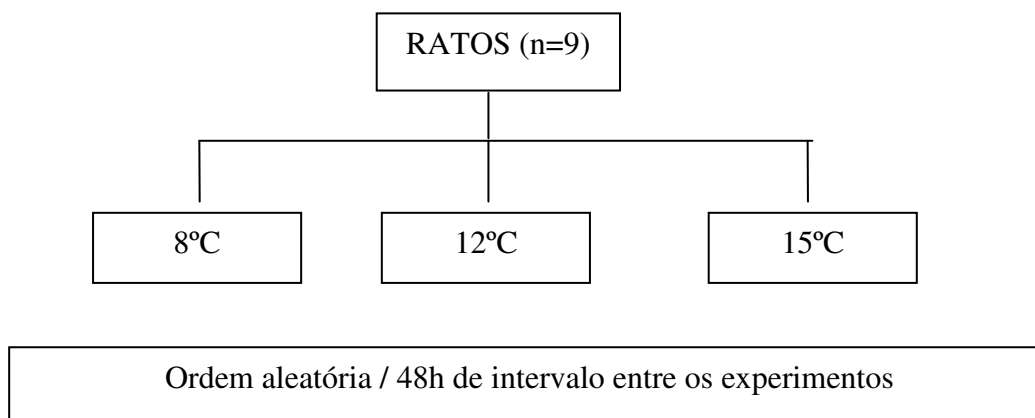 RATOS (n=9)
8ºC
12ºC
15ºC
Ordem aleatória / 48h de intervalo entre os experimentos